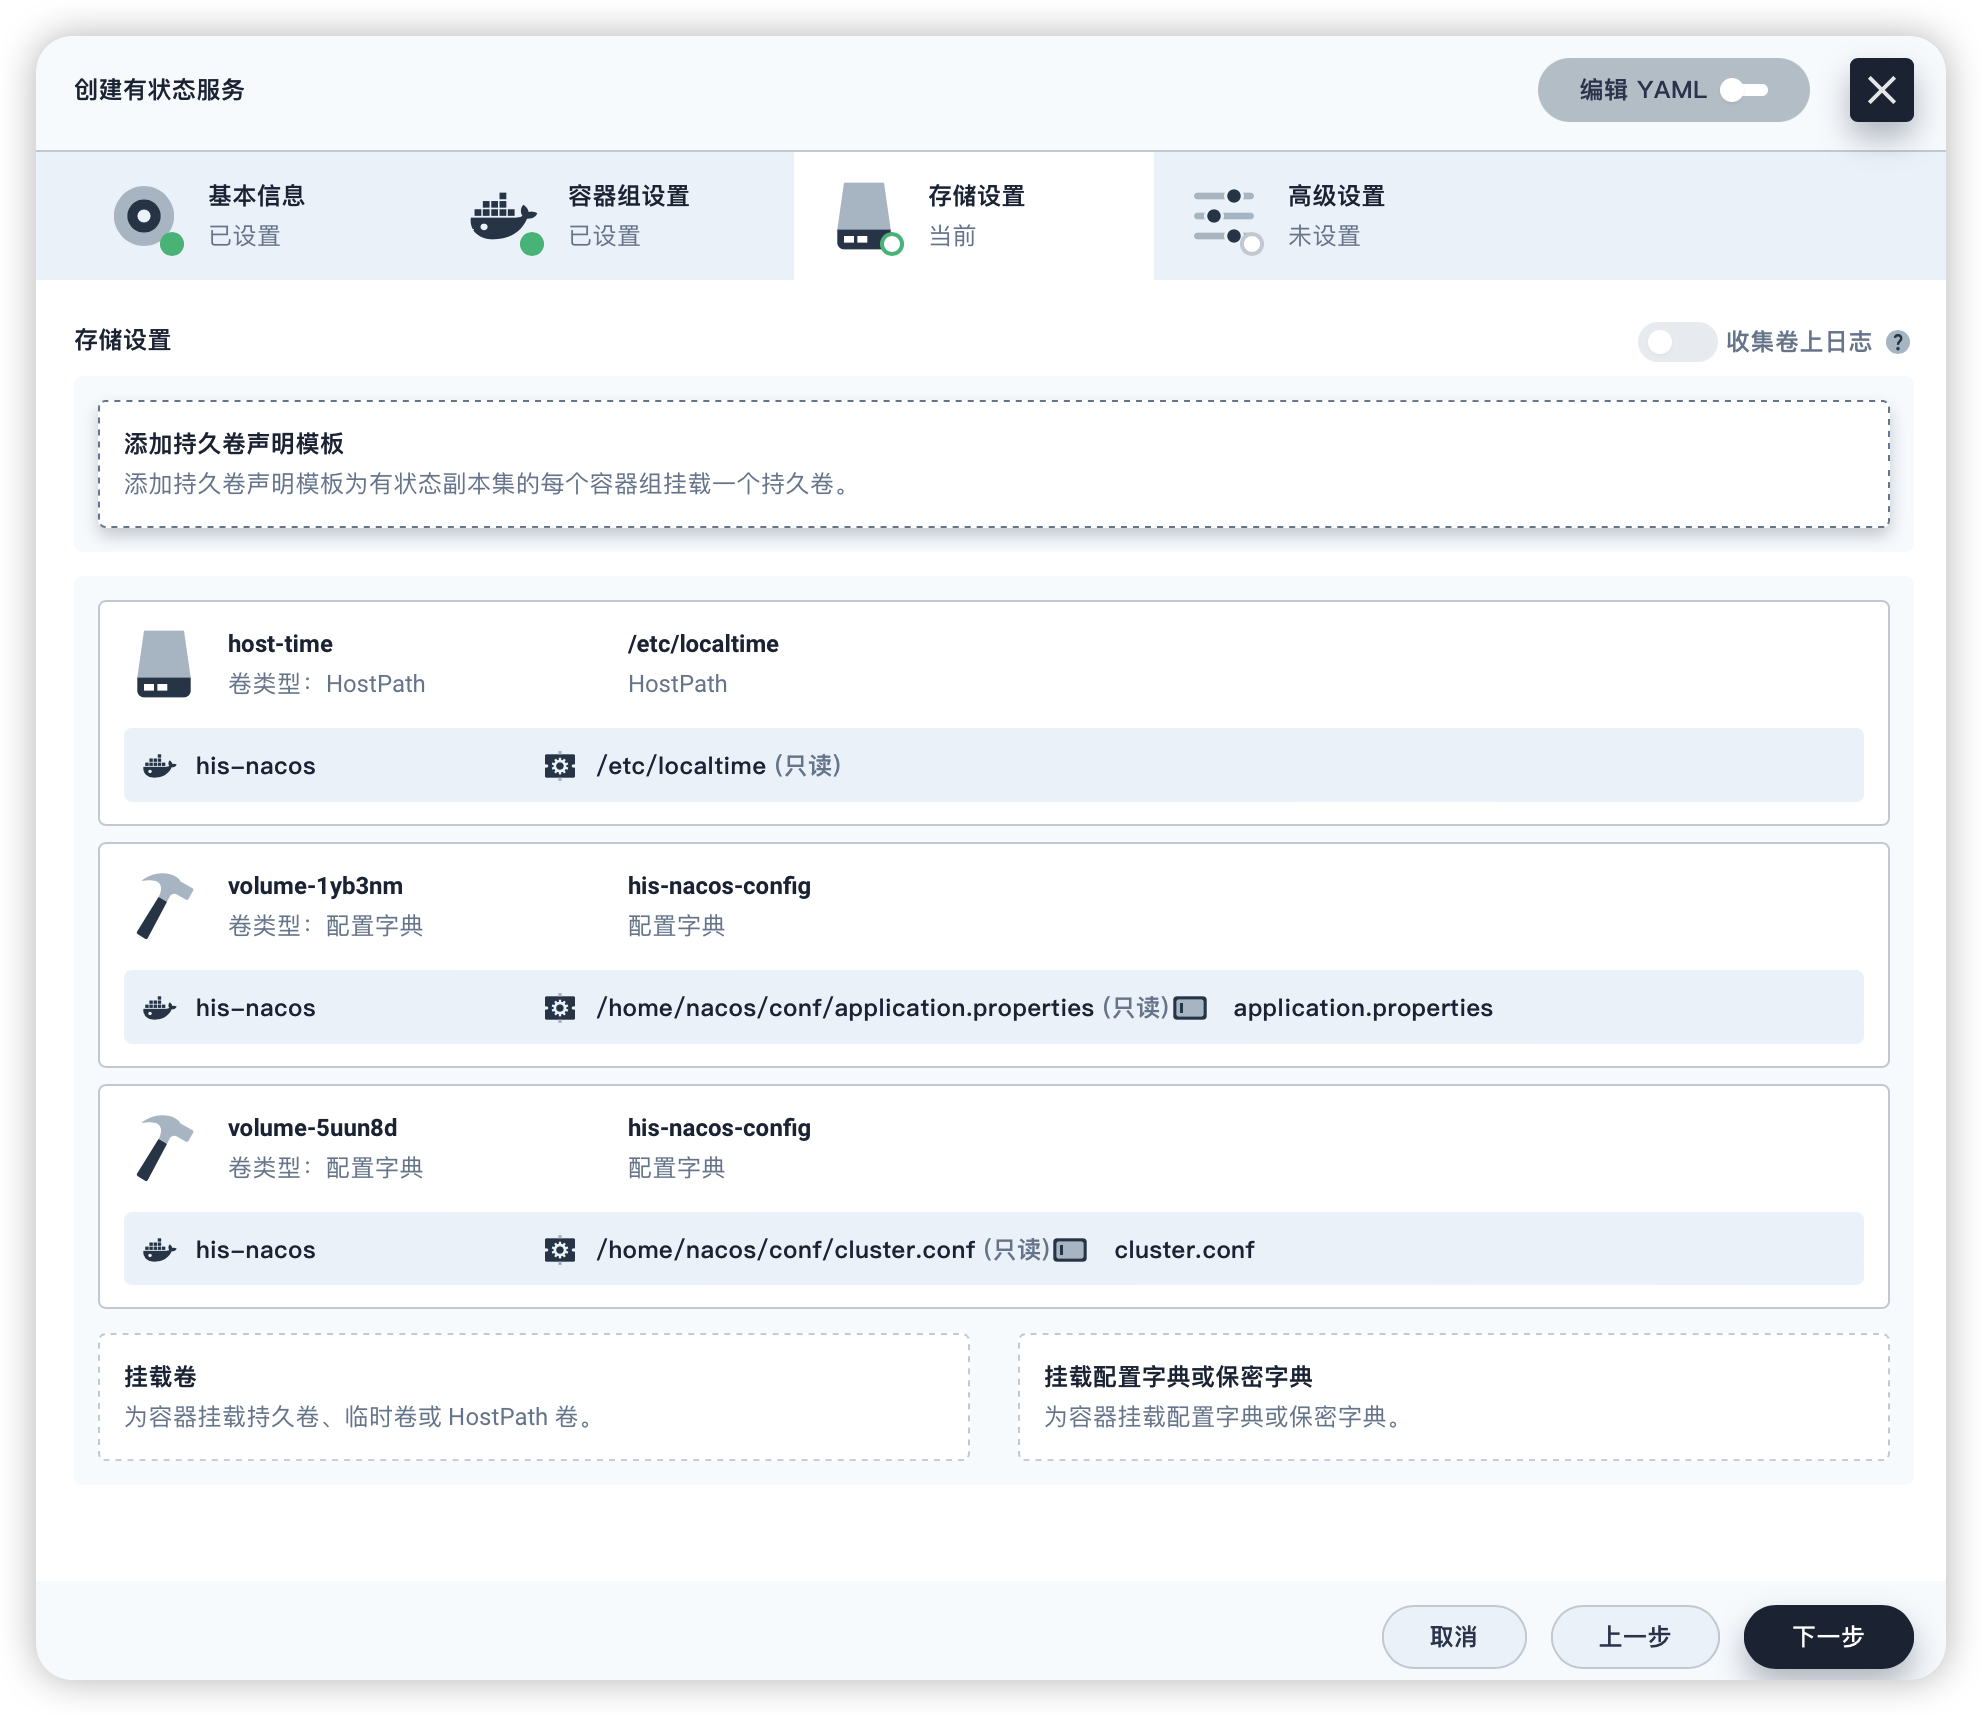 创建有状态服务
编辑 YAML
基本信息
已设置
容器组设置
已设置
存储设置
当前
高级设置
未设置
存储设置
收集卷上日志 ?
添加持久卷声明模板
添加持久卷声明模板为有状态副本集的每个容器组挂载一个持久卷。
host-time
卷类型：HostPath
/etc/localtime
HostPath
his-nacos
/etc/localtime (只读)
volume-1yb3nm
卷类型：配置字典
his-nacos-config
配置字典
his-nacos
/home/nacos/conf/application.properties (只读)
application.properties
volume-5uun8d
卷类型：配置字典
his-nacos-config
配置字典
his-nacos
/home/nacos/conf/cluster.conf (只读)
cluster.conf
挂载卷
为容器挂载持久卷、临时卷或 HostPath 卷。
挂载配置字典或保密字典
为容器挂载配置字典或保密字典。
取消
上一步
下一步